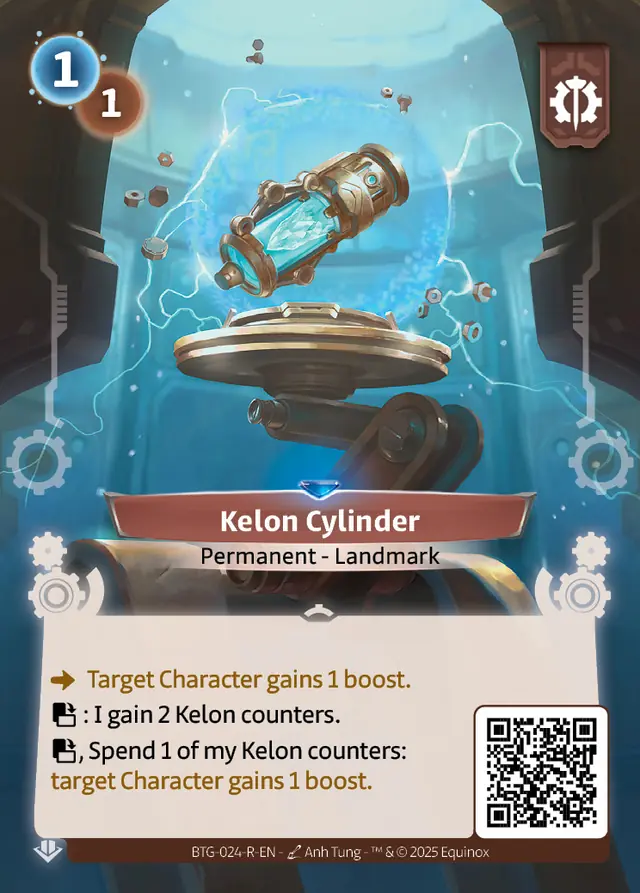 1
1
Kelon Cylinder
Permanent - Landmark
Target Character gains 1 boost.
: I gain 2 Kelon counters.
, Spend 1 of my Kelon counters:
target Character gains 1 boost.
BTG-024-R-EN - Anh Tung - ™ & © 2025 Equinox